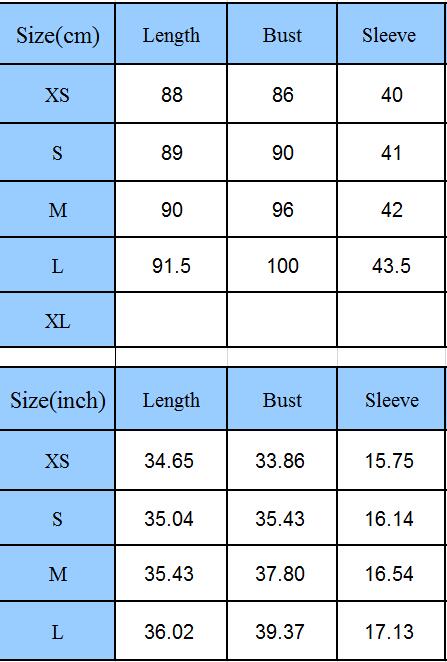 Size(cm) Length Bust Sleeve
XS 88 86 40
S 89 90 41
M 90 96 42
L 91.5 100 43.5
XL
Size(inch) Length Bust Sleeve
XS 34.65 33.86 15.75
S 35.04 35.43 16.14
M 35.43 37.80 16.54
L 36.02 39.37 17.13